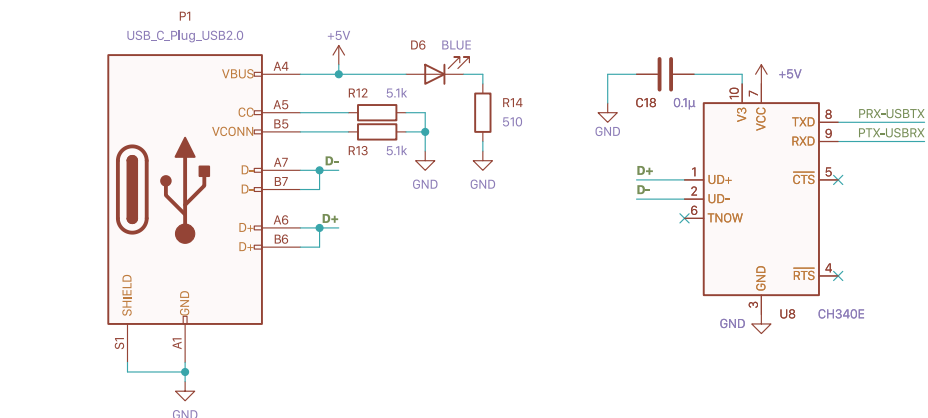 P1
USB_C_Plug_USB2.0
VBUS A4
CC A5
VCONN B5
D- A7
D- B7
D+ A6
D+ B6
SHIELD
GND
S1
A1
GND
+5V
D6 BLUE
R12 5.1k
R13 5.1k
D-
D+
GND
R14
510
GND
GND
C18 0.1µ
+5V
10
7
V3
VCC
TXD 8 PRX-USBTX
RXD 9 PTX-USBRX
D+ 1 UD+
D- 2 UD-
6 TNOW
CTS 5
RTS 4
GND
3
GND
U8 CH340E